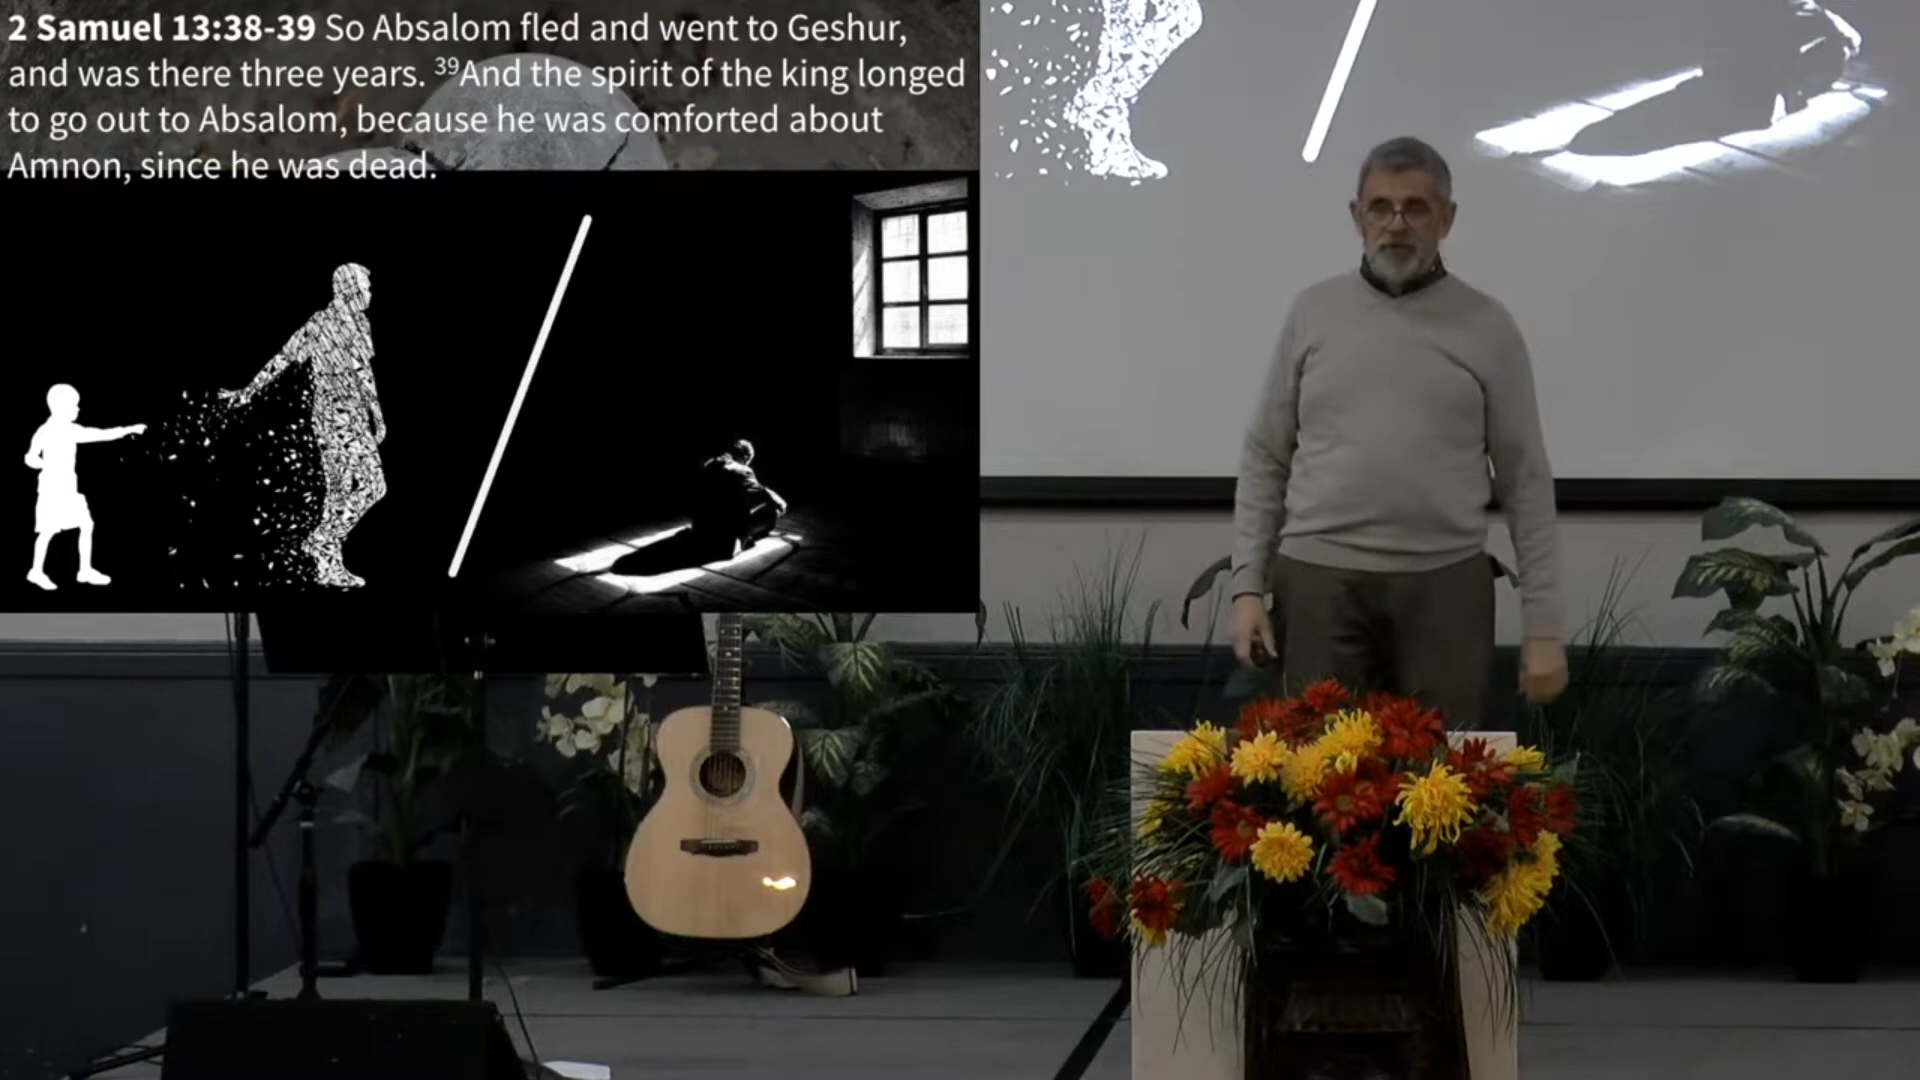 2 Samuel 13:38-39 So Absalom fled and went to Geshur,
and was there three years. ³⁹And the spirit of the king longed
to go out to Absalom, because he was comforted about
Amnon, since he was dead.